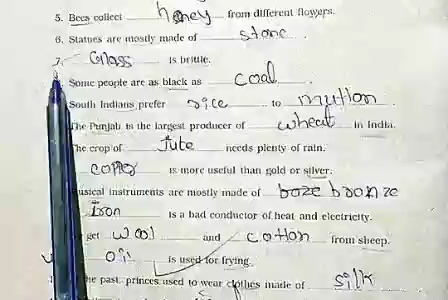 5. Bees collect honey from different flowers.
6. Statues are mostly made of stone.
7. Glass is brittle.
Some people are as black as coal.
South Indians prefer rice to mutton.
The Punjab is the largest producer of wheat in India.
The crop of Jute needs plenty of rain.
copper is more useful than gold or silver.
usical instruments are mostly made of boze bronze
Iron is a bad conductor of heat and electricity.
get wool and cotton from sheep.
oil is used for frying.
the past, princes used to wear clothes made of silk